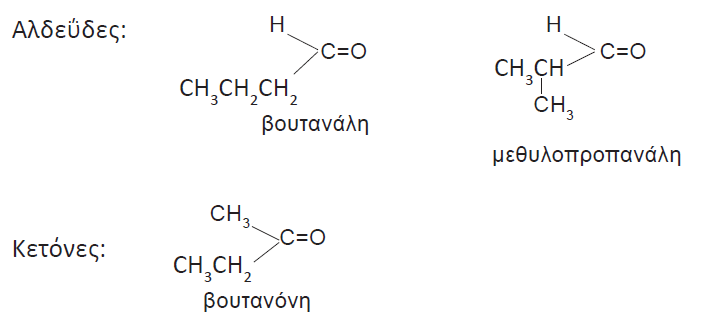 Αλδεΰδες:
H
C=O
CH₃CH₂CH₂
βουτανάλη
H
C=O
CH₃CH
CH₃
μεθυλοπροπανάλη
Κετόνες:
CH₃
C=O
CH₃CH₂
βουτανόνη